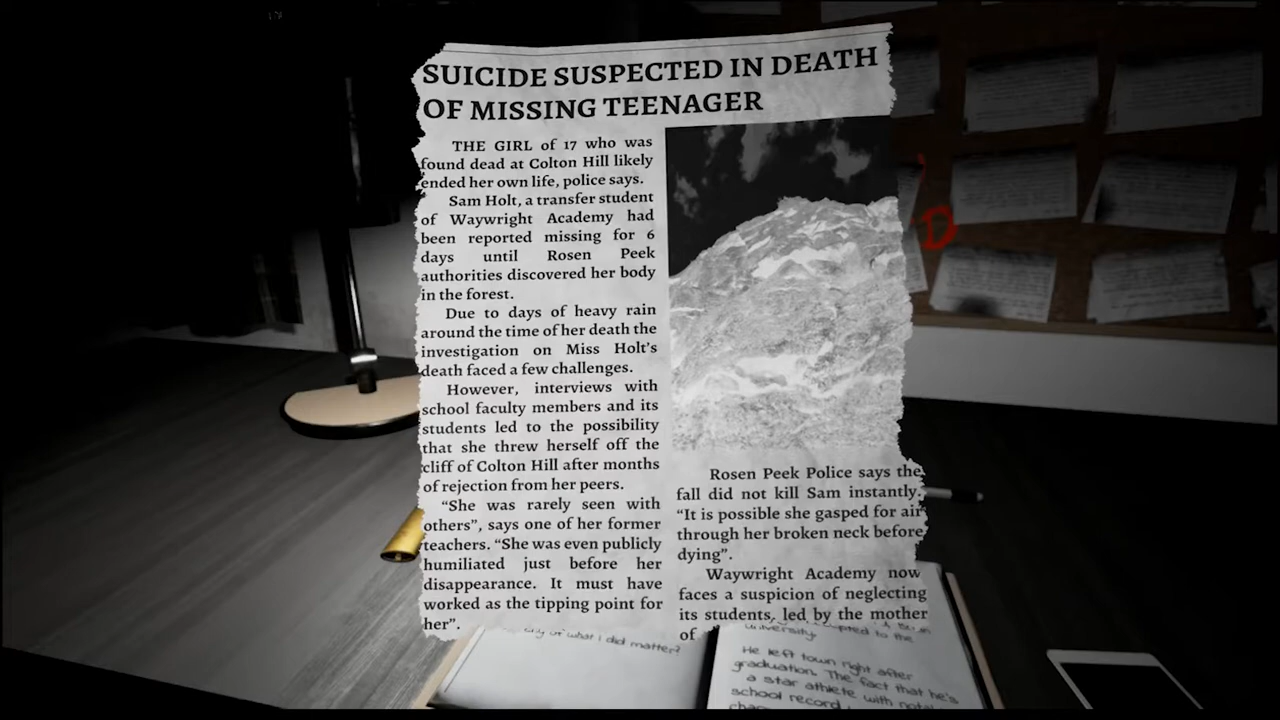 SUICIDE SUSPECTED IN DEATH
OF MISSING TEENAGER
THE GIRL of 17 who was
found dead at Colton Hill likely
ended her own life, police says.
Sam Holt, a transfer student
of Waywright Academy had
been reported missing for 6
days until Rosen Peek
authorities discovered her body
in the forest.
Due to days of heavy rain
around the time of her death the
investigation on Miss Holt's
death faced a few challenges.
However, interviews with
school faculty members and its
students led to the possibility
that she threw herself off the
cliff of Colton Hill after months
of rejection from her peers.
“She was rarely seen with
others”, says one of her former
teachers. “She was even publicly
humiliated just before her
disappearance. It must have
worked as the tipping point for
her”.
Rosen Peek Police says the
fall did not kill Sam instantly.
“It is possible she gasped for air
through her broken neck before
dying”.
Waywright Academy now
faces a suspicion of neglecting
its students, led by the mother
of
of what I did matter?
university
to the
He left town right after
graduation. The fact that he's
a star athlete with
school record
D